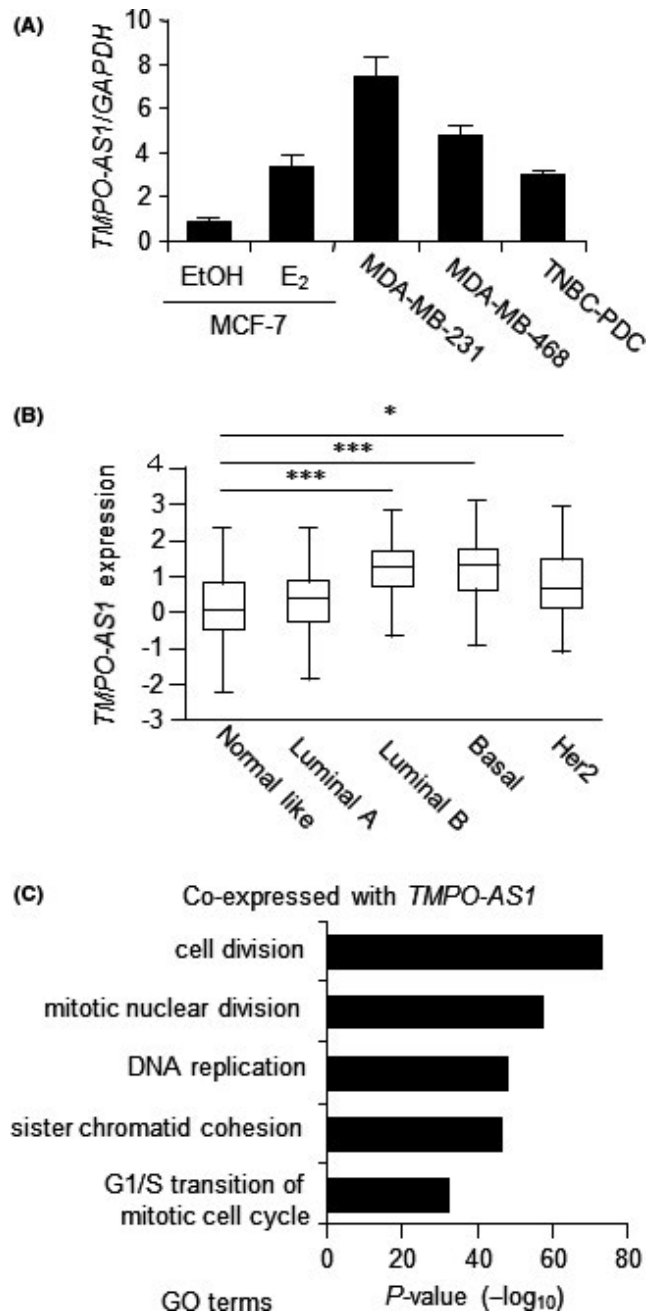 (A)
TMPO-AS1/GAPDH
10
8
6
4
2
0
EtOH E₂ MDA-MB-231 MDA-MB-468 TNBC-PDC
MCF-7
(B)
*
***
***
TMPO-AS1 expression
4
3
2
1
0
-1
-2
-3
Normal like Luminal A Luminal B Basal Her2
(C) Co-expressed with TMPO-AS1
cell division
mitotic nuclear division
DNA replication
sister chromatid cohesion
G1/S transition of
mitotic cell cycle
0 20 40 60 80
GO terms P-value (–log₁₀)